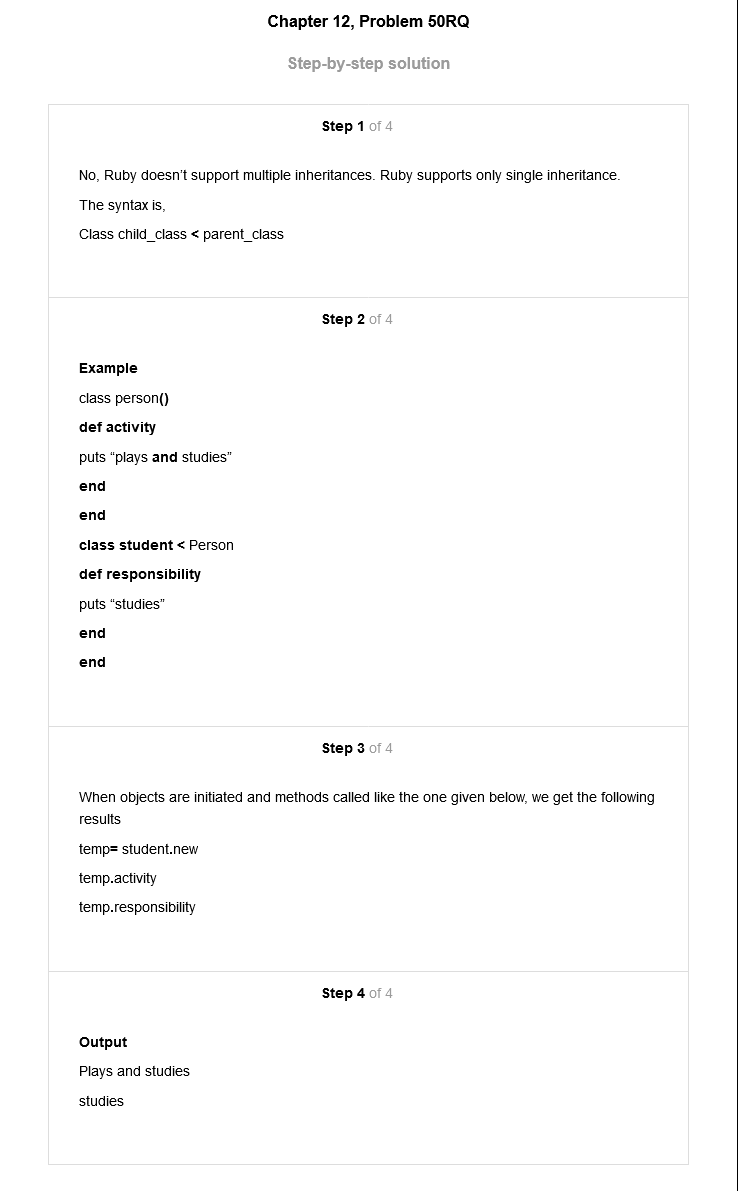 Chapter 12, Problem 50RQ
Step-by-step solution
Step 1 of 4
No, Ruby doesn’t support multiple inheritances. Ruby supports only single inheritance.
The syntax is,
Class child_class < parent_class
Step 2 of 4
Example
class person()
def activity
puts “plays and studies”
end
end
class student < Person
def responsibility
puts “studies”
end
end
Step 3 of 4
When objects are initiated and methods called like the one given below, we get the following
results
temp= student.new
temp.activity
temp.responsibility
Step 4 of 4
Output
Plays and studies
studies